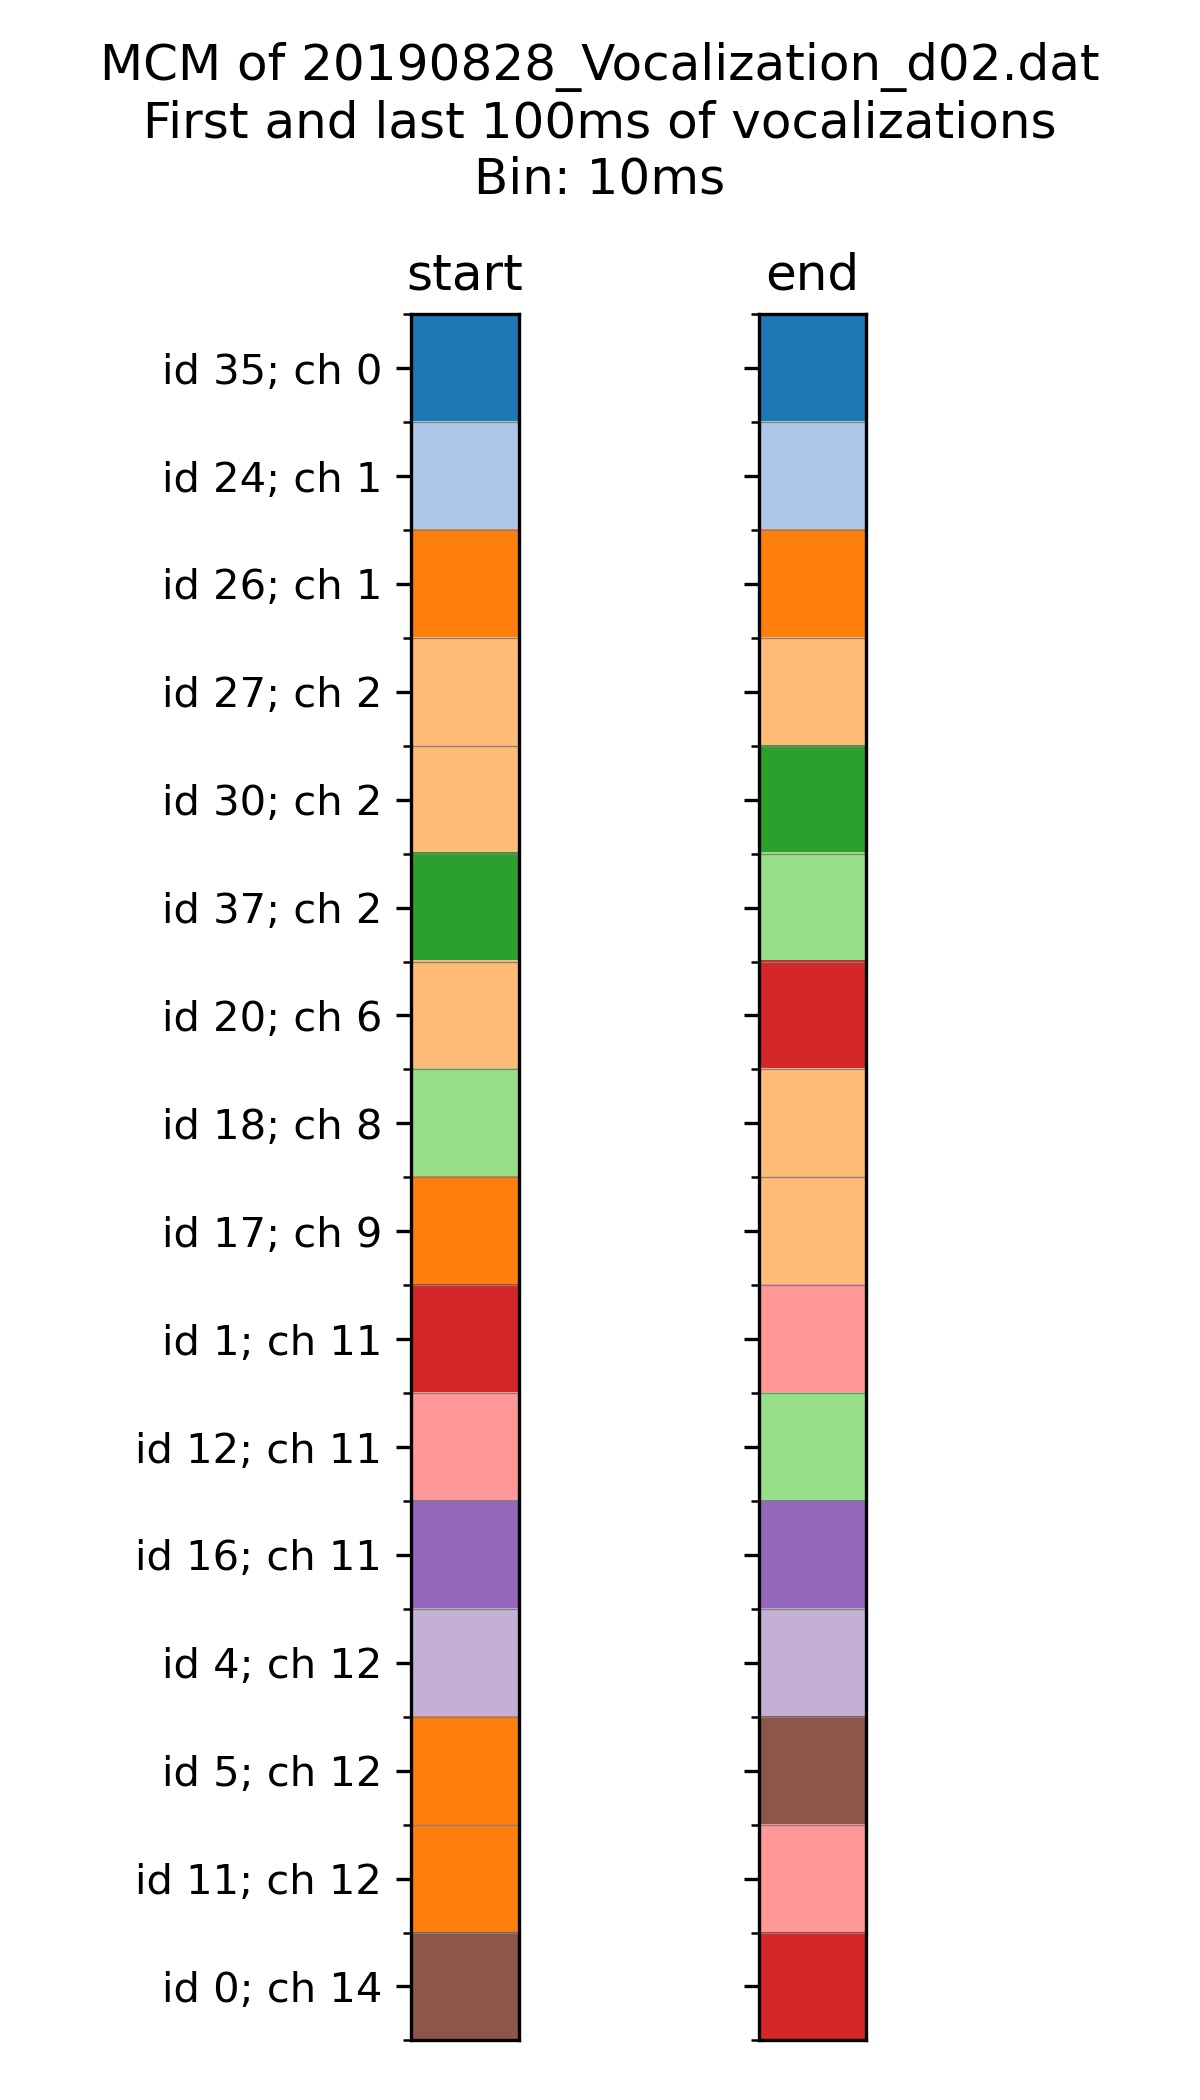 MCM of 20190828_Vocalization_d02.dat
First and last 100ms of vocalizations
Bin: 10ms
start
end
id 35; ch 0
id 24; ch 1
id 26; ch 1
id 27; ch 2
id 30; ch 2
id 37; ch 2
id 20; ch 6
id 18; ch 8
id 17; ch 9
id 1; ch 11
id 12; ch 11
id 16; ch 11
id 4; ch 12
id 5; ch 12
id 11; ch 12
id 0; ch 14